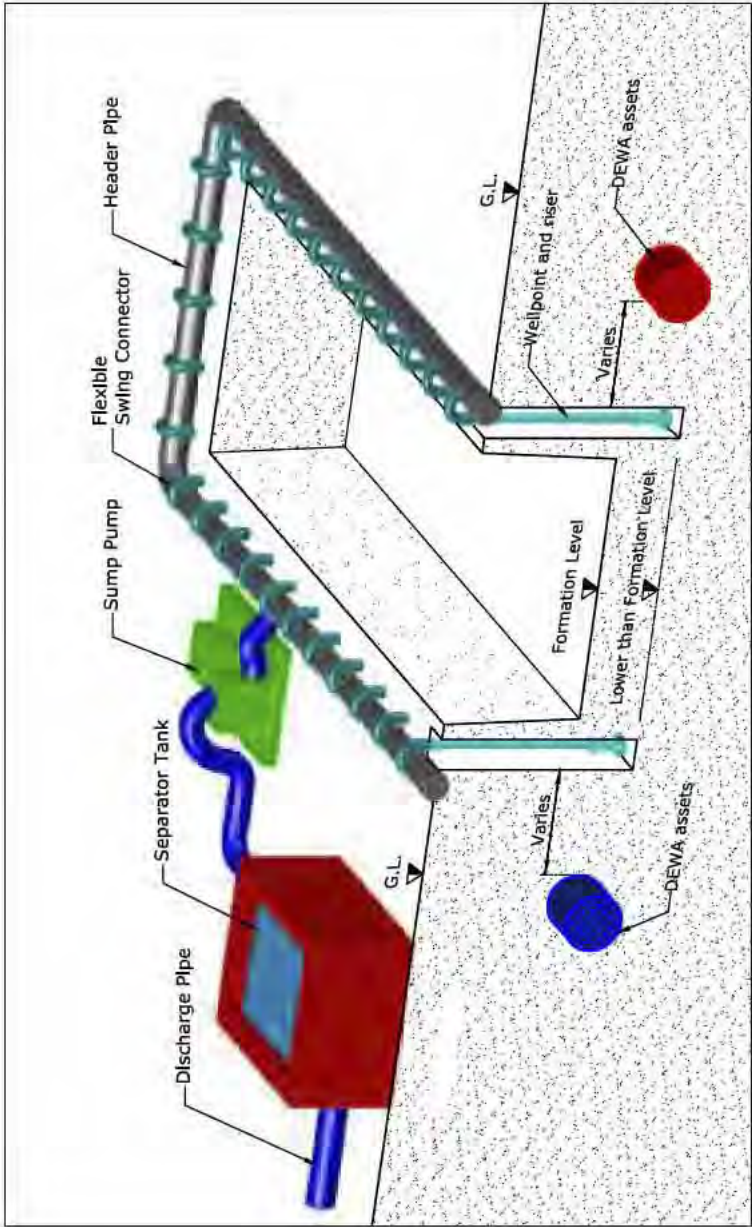 Discharge Pipe
Separator Tank
Sump Pump
Flexible
Swing Connector
Header Pipe
G.L.
G.L.
DEWA assets
Varies
Formation Level
Lower than Formation Level
Varies
Wellpoint and riser
DEWA assets